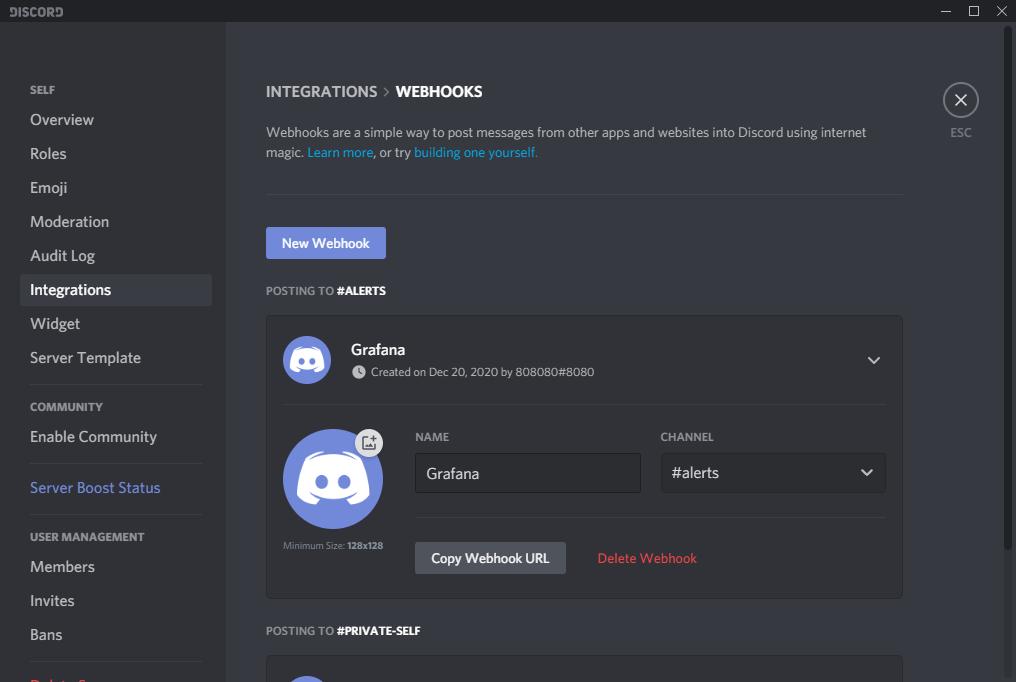 DISCORD
SELF
Overview
Roles
Emoji
Moderation
Audit Log
Integrations
Widget
Server Template
COMMUNITY
Enable Community
Server Boost Status
USER MANAGEMENT
Members
Invites
Bans
INTEGRATIONS > WEBHOOKS
Webhooks are a simple way to post messages from other apps and websites into Discord using internet
magic. Learn more, or try building one yourself.
ESC
New Webhook
POSTING TO #ALERTS
Grafana
Created on Dec 20, 2020 by 808080#8080
Minimum Size: 128x128
NAME
Grafana
CHANNEL
#alerts
Copy Webhook URL
Delete Webhook
POSTING TO #PRIVATE-SELF